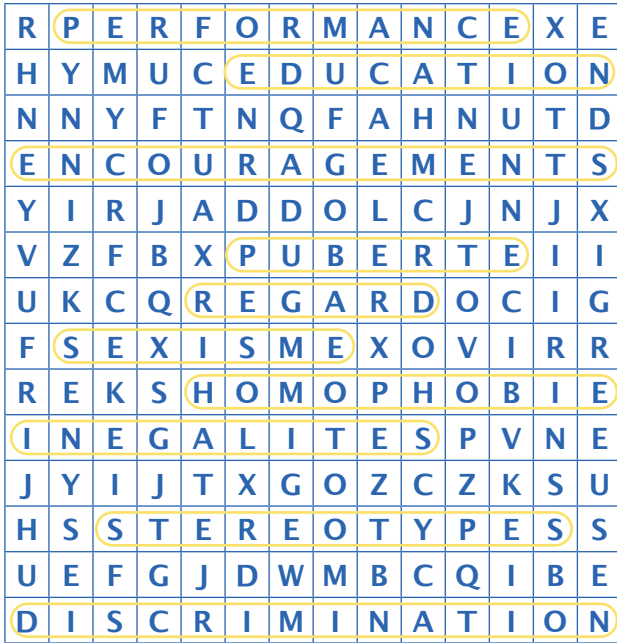 R P E R F O R M A N C E X E
H Y M U C E D U C A T I O N
N N Y F T N Q F A H N U T D
E N C O U R A G E M E N T S
Y I R J A D D O L C J N J X
V Z F B X P U B E R T E I I
U K C Q R E G A R D O C I G
F S E X I S M E X O V I R R
R E K S H O M O P H O B I E
I N E G A L I T E S P V N E
J Y I J T X G O Z C Z K S U
H S S T E R E O T Y P E S S
U E F G J D W M B C Q I B E
D I S C R I M I N A T I O N